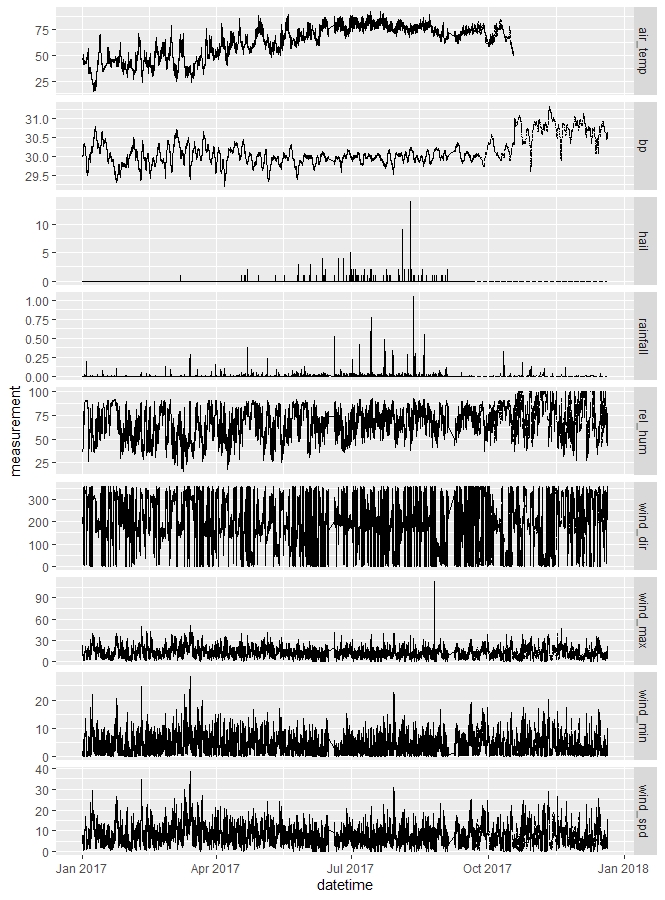 75
50
25
air_temp
31.0
30.5
30.0
29.5
bp
10
5
0
hail
1.00
0.75
0.50
0.25
0.00
rainfall
100
75
50
25
rel_hum
measurement
300
200
100
0
wind_dir
90
60
30
0
wind_max
20
10
0
wind_min
40
30
20
10
0
wind_spd
Jan 2017 Apr 2017 Jul 2017 Oct 2017 Jan 2018
datetime